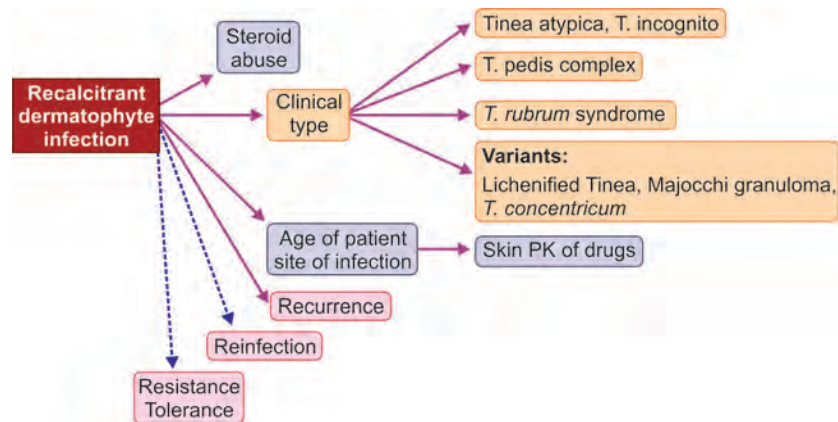 Recalcitrant
dermatophyte
infection
Steroid
abuse
Clinical
type
Tinea atypica, T. incognito
T. pedis complex
T. rubrum syndrome
Variants:
Lichenified Tinea, Majocchi granuloma,
T. concentricum
Age of patient
site of infection
Skin PK of drugs
Recurrence
Reinfection
Resistance
Tolerance